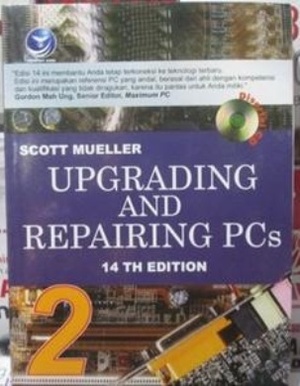 "Edisi 14 ini membantu Anda tetap terkoneksi ke teknologi terbaru.
Edisi ini merupakan referensi PC yang andal, berasal dari ahli dengan kompetensi
dan kualifikasi yang tidak diragukan, karena itu pantas untuk Anda miliki."
Gordon Mah Ung, Senior Editor, Maximum PC
SCOTT MUELLER
UPGRADING
AND
REPAIRING PCs
14 TH EDITION
2